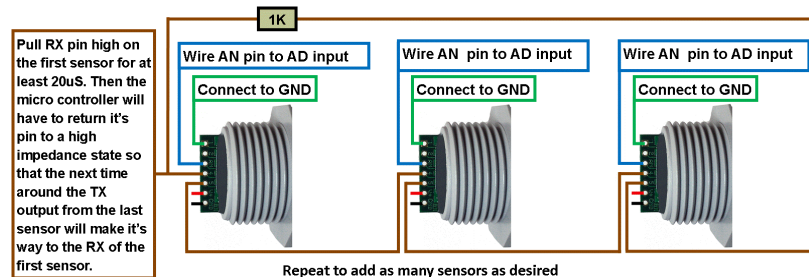 1K
Pull RX pin high on
the first sensor for at
least 20uS. Then the
micro controller will
have to return it's
pin to a high
impedance state so
that the next time
around the TX
output from the last
sensor will make it's
way to the RX of the
first sensor.
Wire AN pin to AD input
Connect to GND
Wire AN pin to AD input
Connect to GND
Wire AN pin to AD input
Connect to GND
Repeat to add as many sensors as desired